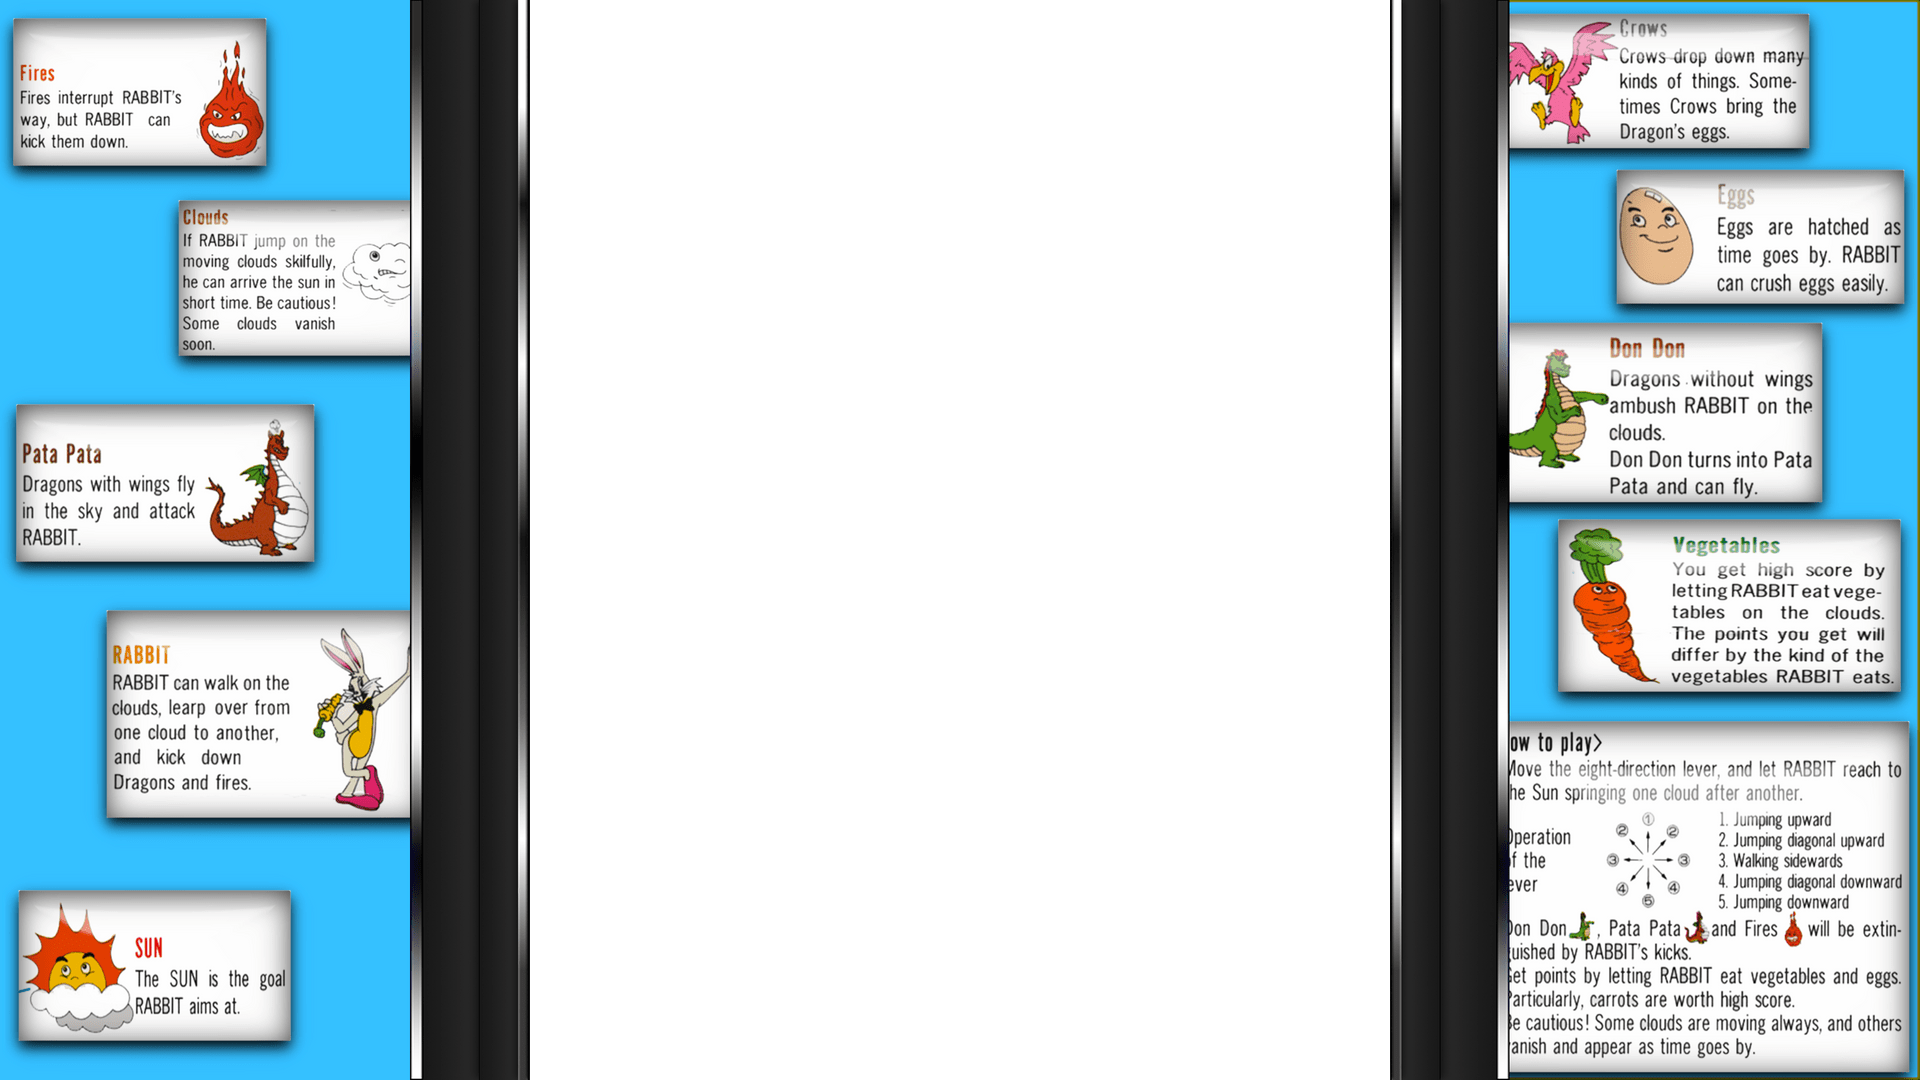 Fires
Fires interrupt RABBIT's
way, but RABBIT can
kick them down.
Clouds
If RABBIT jump on the
moving clouds skilfully,
he can arrive the sun in
short time. Be cautious!
Some clouds vanish
soon.
Pata Pata
Dragons with wings fly
in the sky and attack
RABBIT.
RABBIT
RABBIT can walk on the
clouds, learp over from
one cloud to another,
and kick down
Dragons and fires.
SUN
The SUN is the goal
RABBIT aims at.
Crows
Crows drop down many
kinds of things. Some-
times Crows bring the
Dragon's eggs.
Eggs
Eggs are hatched as
time goes by. RABBIT
can crush eggs easily.
Don Don
Dragons without wings
ambush RABBIT on the
clouds.
Don Don turns into Pata
Pata and can fly.
Vegetables
You get high score by
letting RABBIT eat vege-
tables on the clouds.
The points you get will
differ by the kind of the
vegetables RABBIT eats.
ow to play>
Move the eight-direction lever, and let RABBIT reach to
he Sun springing one cloud after another.
Operation
of the
ever
① ② ② ③ ③ ④ ④ ⑤
1. Jumping upward
2. Jumping diagonal upward
3. Walking sidewards
4. Jumping diagonal downward
5. Jumping downward
Don Don, Pata Pata and Fires will be extin-
uished by RABBIT's kicks.
Get points by letting RABBIT eat vegetables and eggs.
Particularly, carrots are worth high score.
Be cautious! Some clouds are moving always, and others
vanish and appear as time goes by.